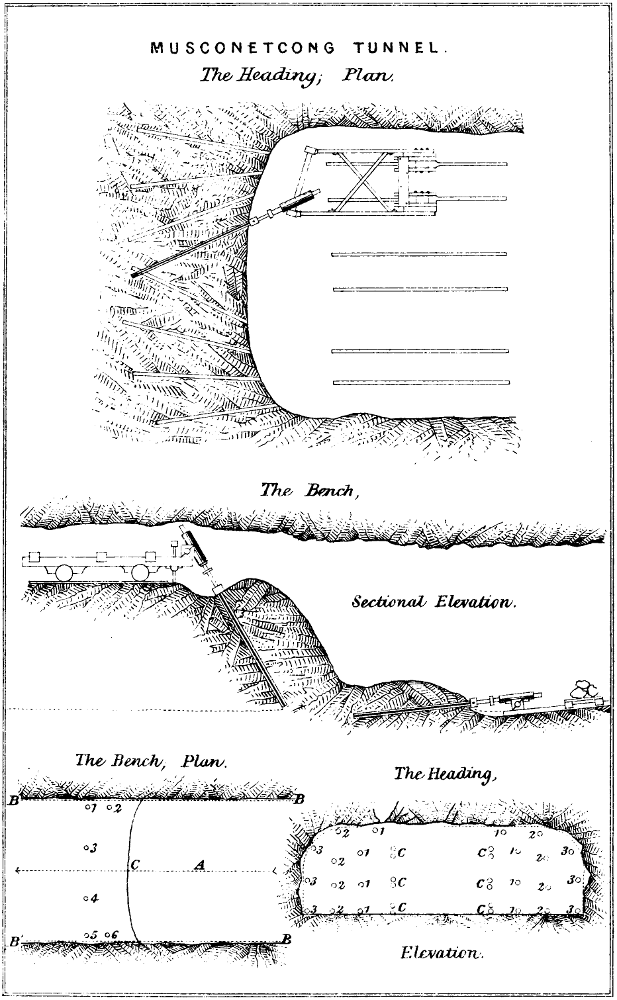 MUSCONETCONG TUNNEL.
The Heading; Plan.
The Bench,
Sectional Elevation.
The Bench, Plan.
B B
o1 o2
o3
C A
o4
o5 o6
B B
The Heading,
2 1 1 2
3 2 1 C C 1 2 3
3 2 1 C C 1 2 3
3 2 1 C C 1 2 3
Elevation.